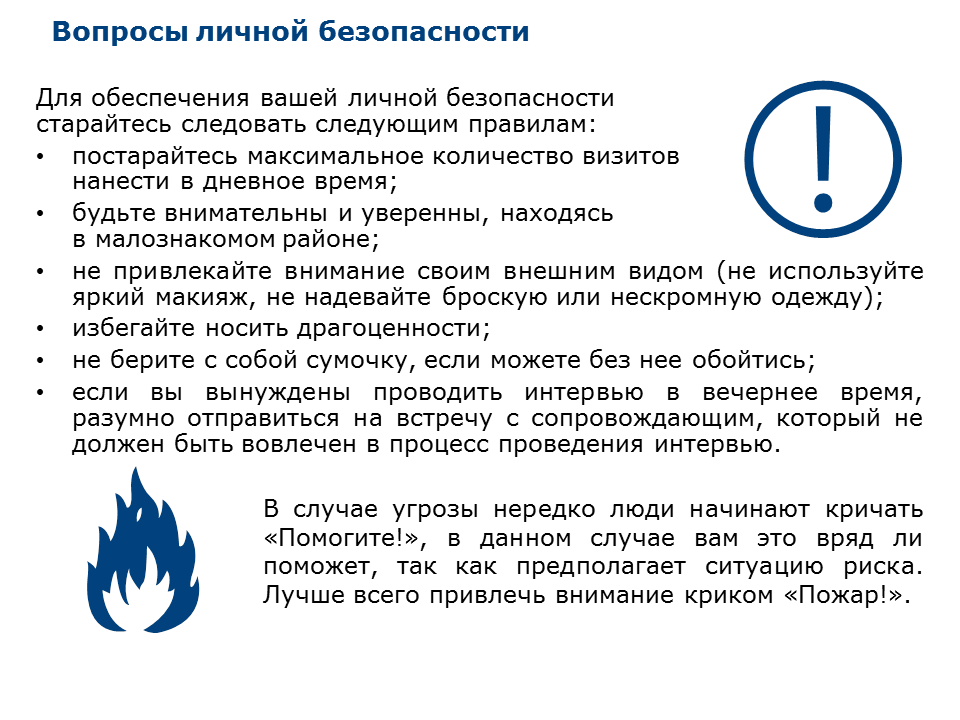 Вопросы личной безопасности
Для обеспечения вашей личной безопасности
старайтесь следовать следующим правилам:
• постарайтесь максимальное количество визитов
нанести в дневное время;
• будьте внимательны и уверенны, находясь
в малознакомом районе;
• не привлекайте внимание своим внешним видом (не используйте
яркий макияж, не надевайте броскую или нескромную одежду);
• избегайте носить драгоценности;
• не берите с собой сумочку, если можете без нее обойтись;
• если вы вынуждены проводить интервью в вечернее время,
разумно отправиться на встречу с сопровождающим, который не
должен быть вовлечен в процесс проведения интервью.
В случае угрозы нередко люди начинают кричать
«Помогите!», в данном случае вам это вряд ли
поможет, так как предполагает ситуацию риска.
Лучше всего привлечь внимание криком «Пожар!».